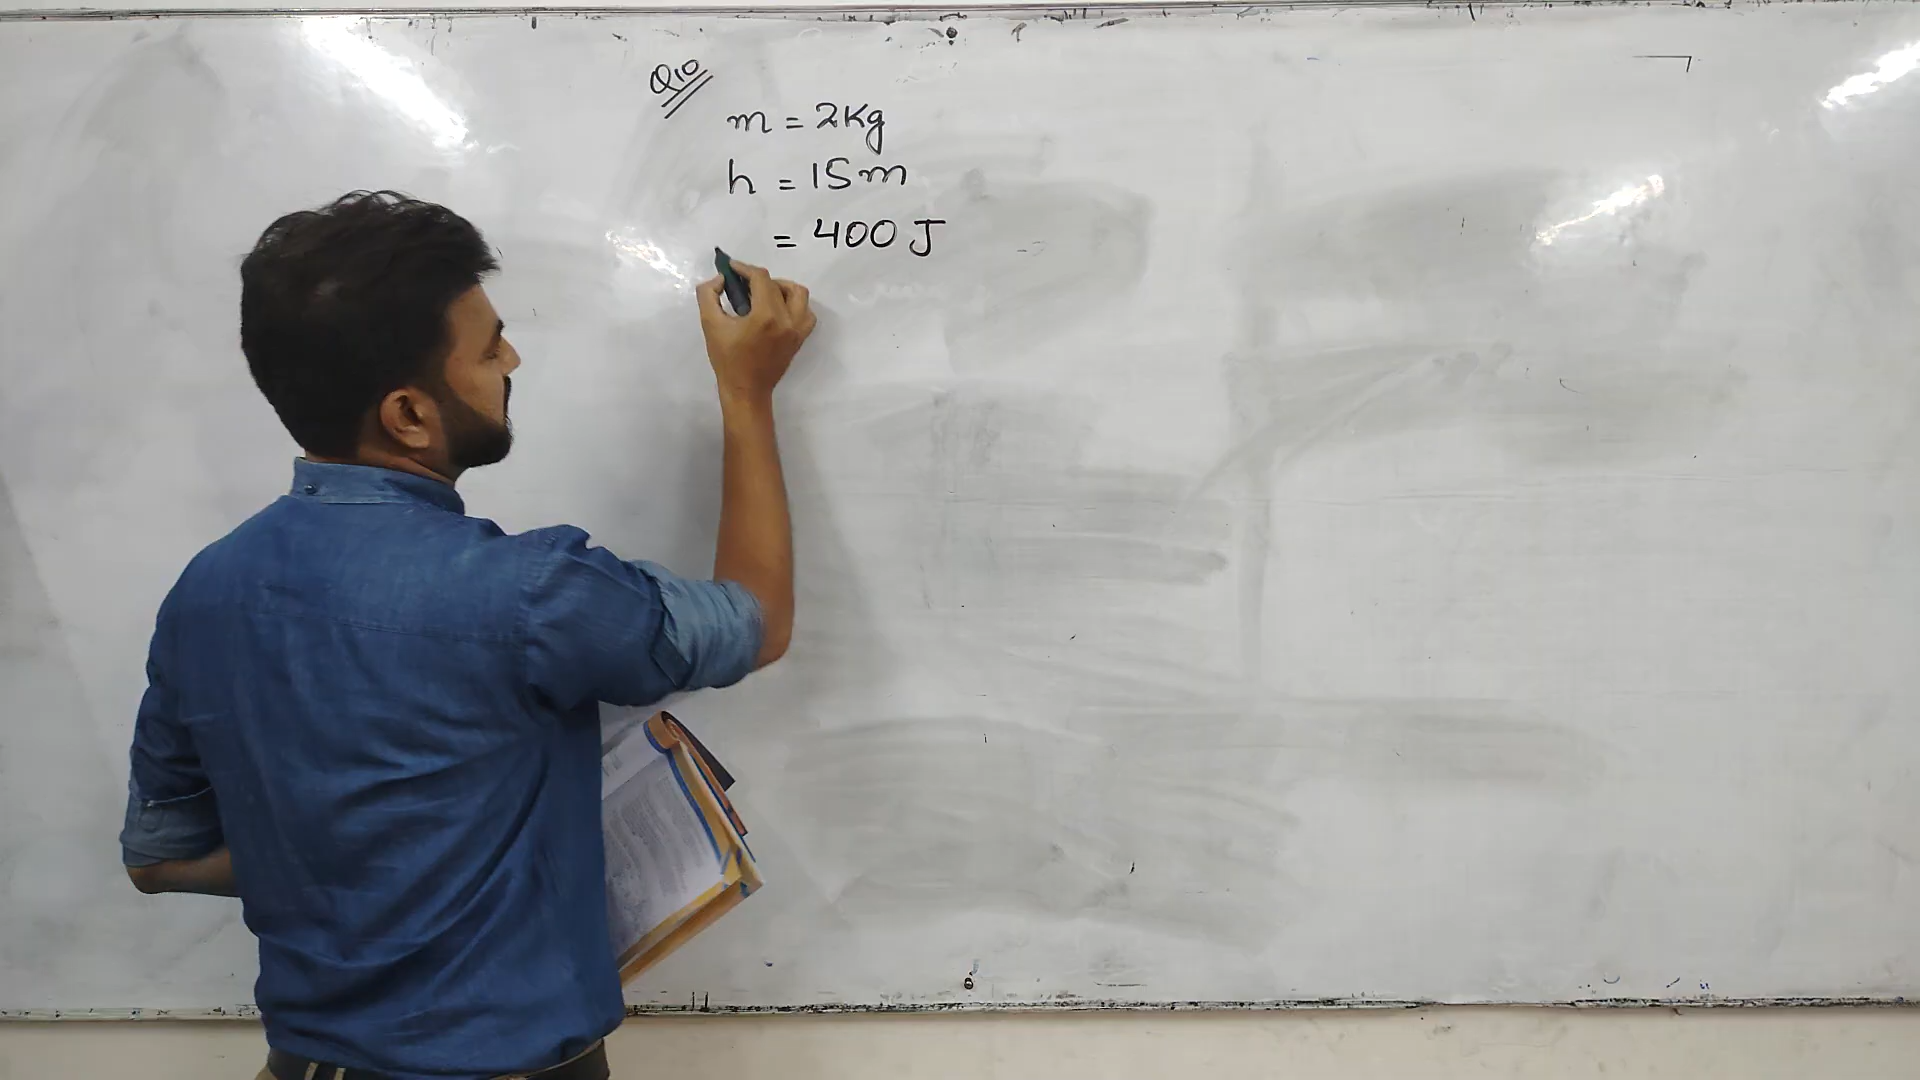 Q10
m = 2Kg
h = 15m
= 400 J